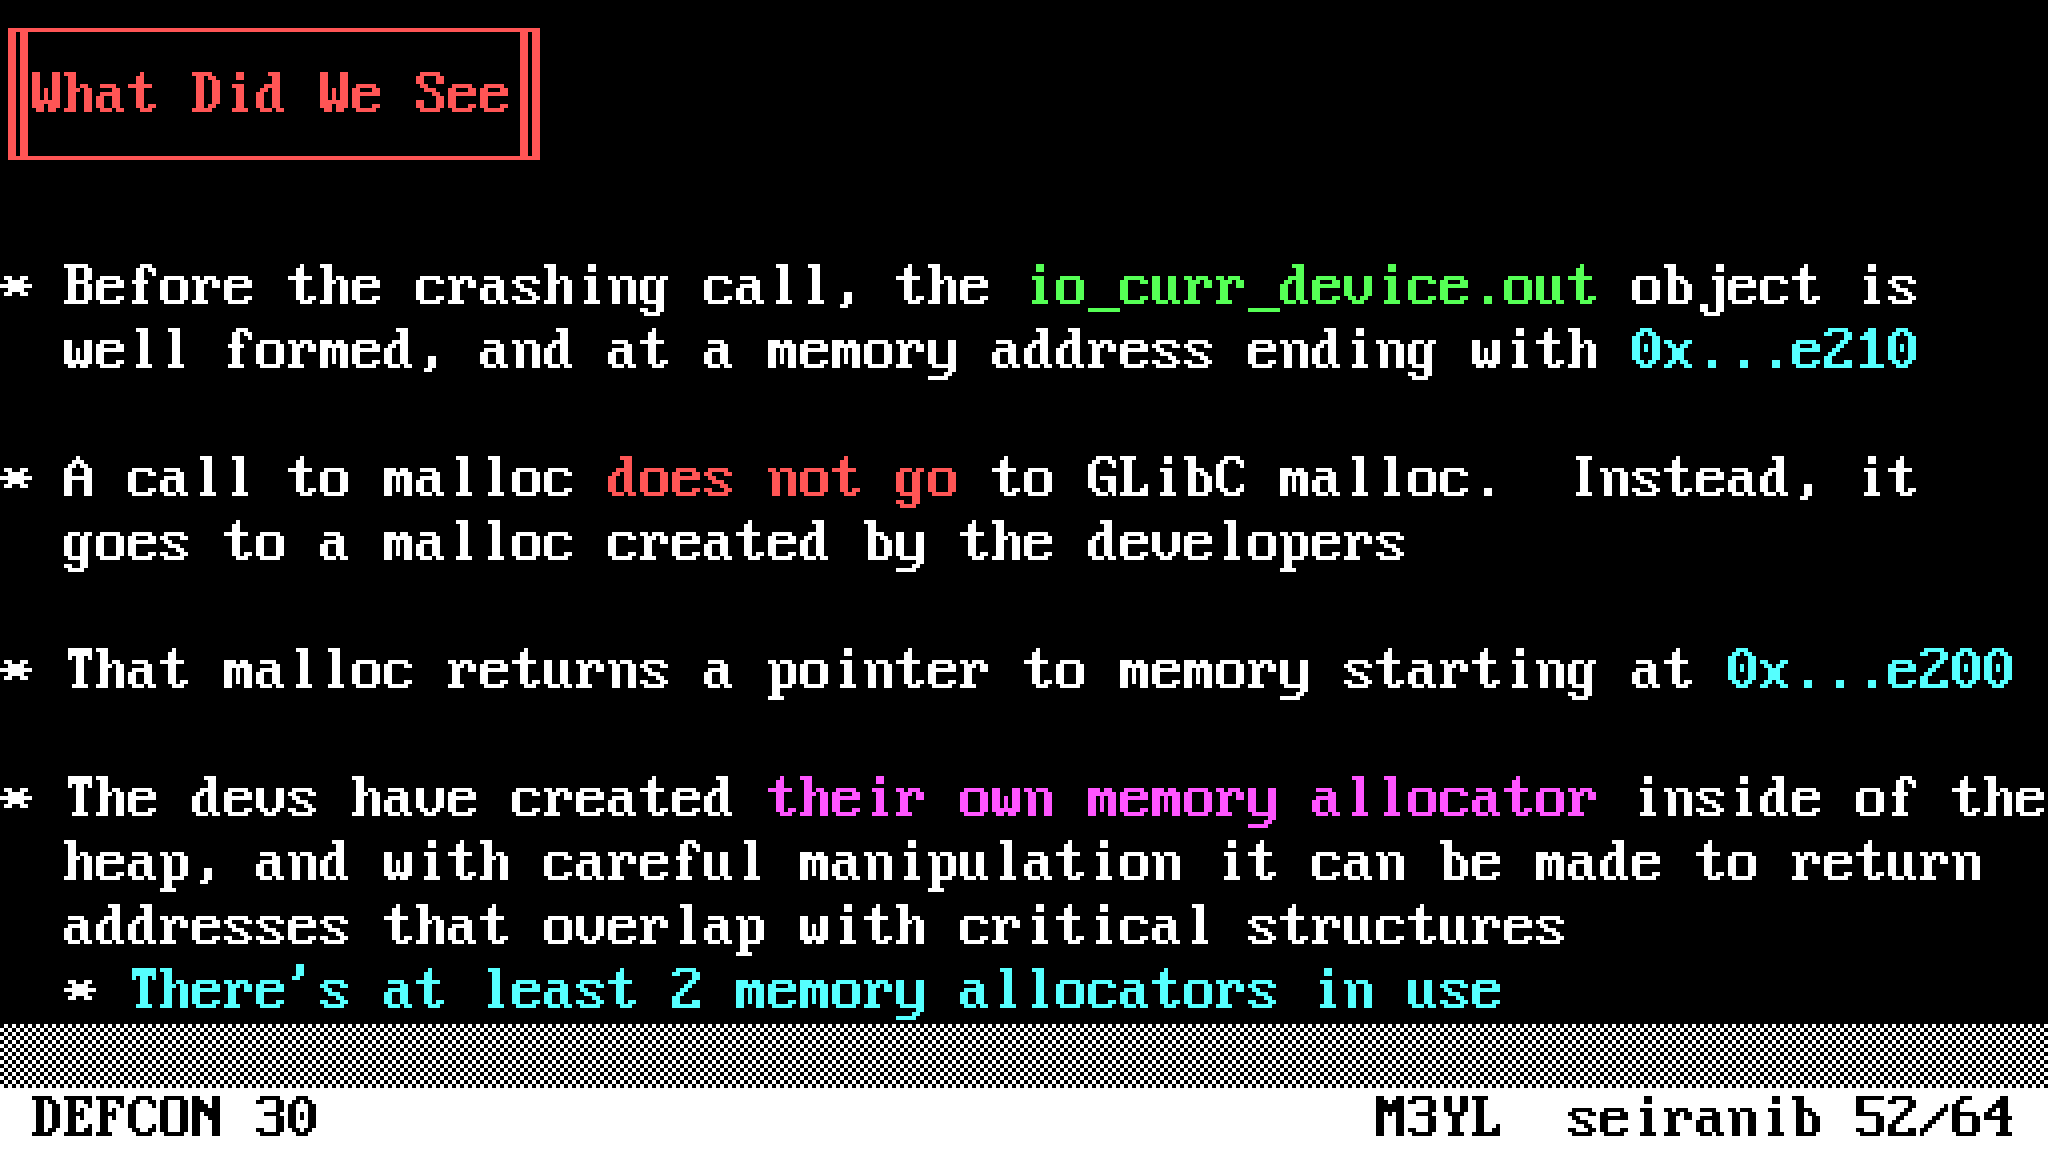 What Did We See
* Before the crashing call, the io_curr_device.out object is
well formed, and at a memory address ending with 0x...e210
* A call to malloc does not go to GLibC malloc.  Instead, it
goes to a malloc created by the developers
* That malloc returns a pointer to memory starting at 0x...e200
* The devs have created their own memory allocator inside of the
heap, and with careful manipulation it can be made to return
addresses that overlap with critical structures
* There's at least 2 memory allocators in use
DEFCON 30 M3YL  seiranib 52/64